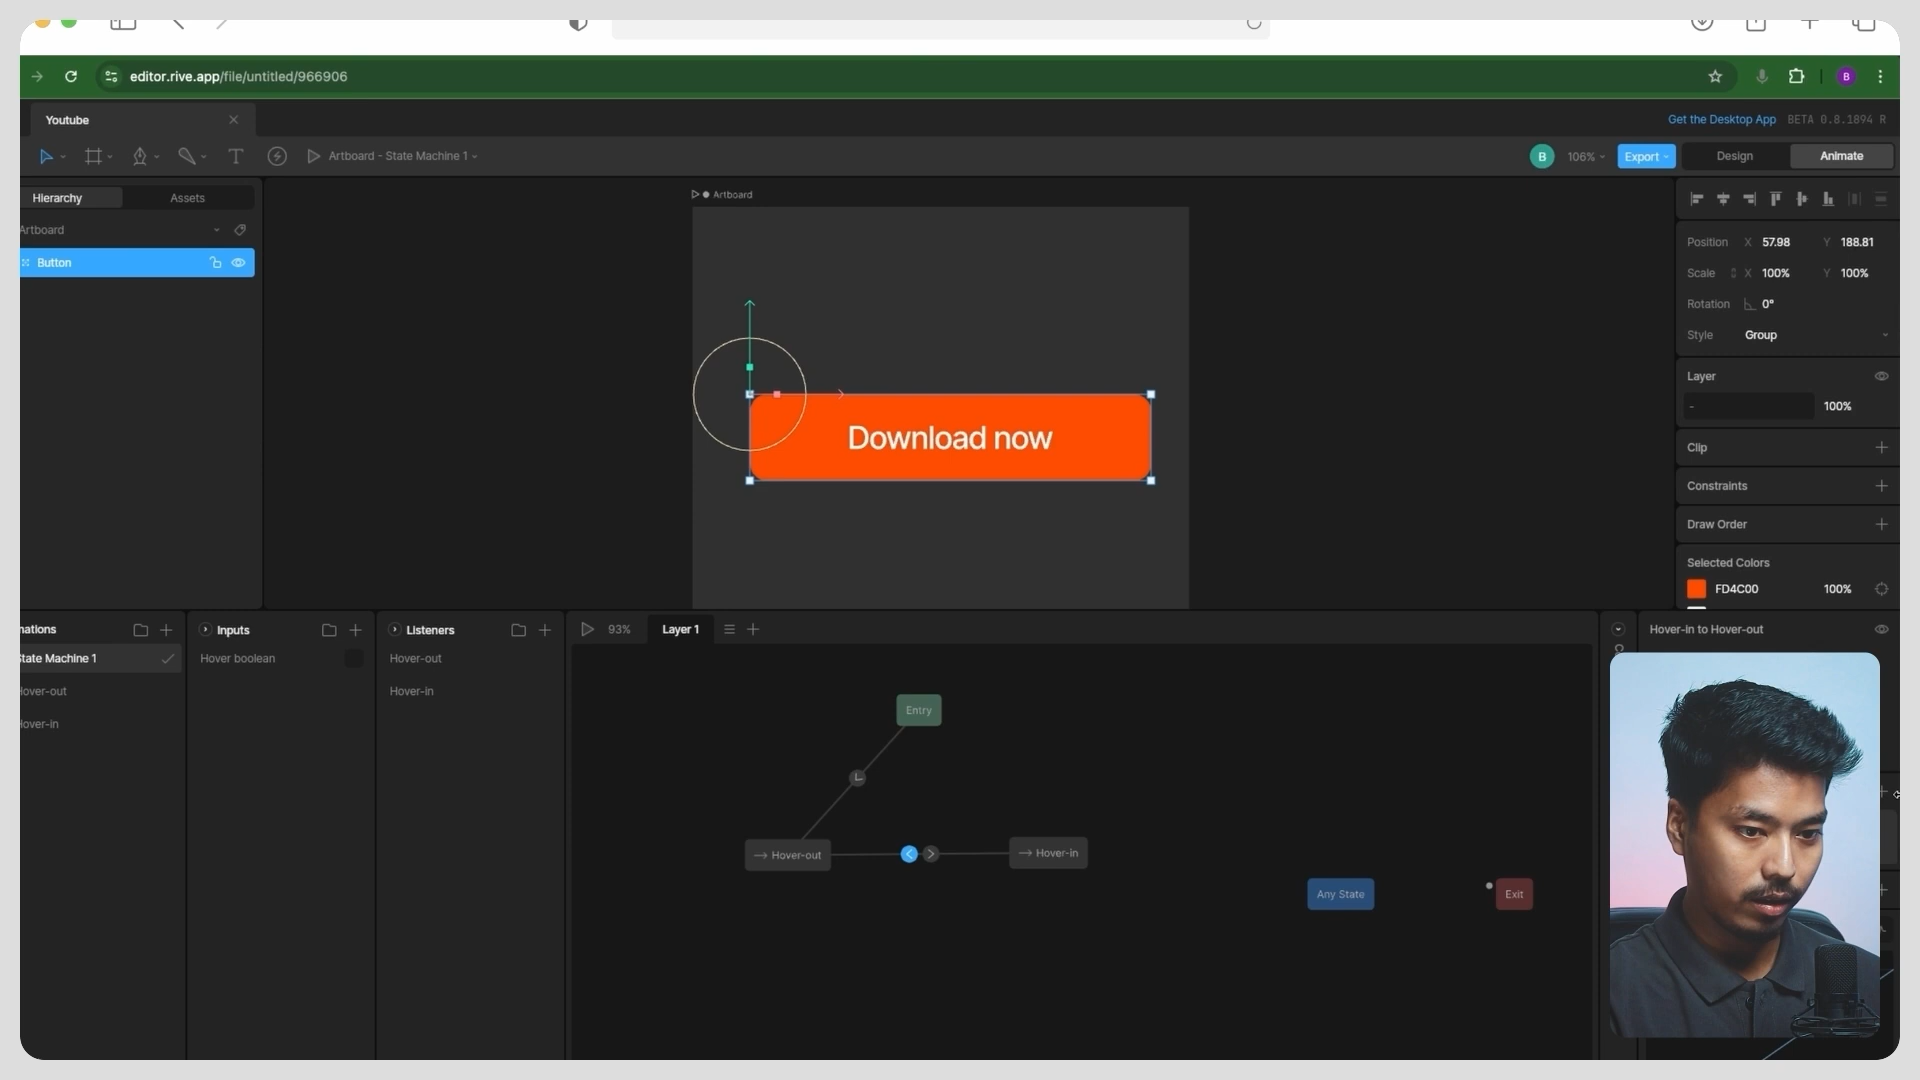 editor.rive.app/file/untitled/966906
B
Youtube
Get the Desktop App
BETA 0.8.1894 R
Artboard - State Machine 1
B
106%
Export
Design
Animate
Hierarchy
Assets
Artboard
Button
Artboard
Download now
Position X 57.98 Y 188.81
Scale X 100% Y 100%
Rotation 0°
Style Group
Layer
- 100%
Clip
Constraints
Draw Order
Selected Colors
FD4C00 100%
nations
State Machine 1
Hover-out
Hover-in
Inputs
Hover boolean
Listeners
Hover-out
Hover-in
93%
Layer 1
Entry
Hover-out
Hover-in
Any State
Exit
Hover-in to Hover-out